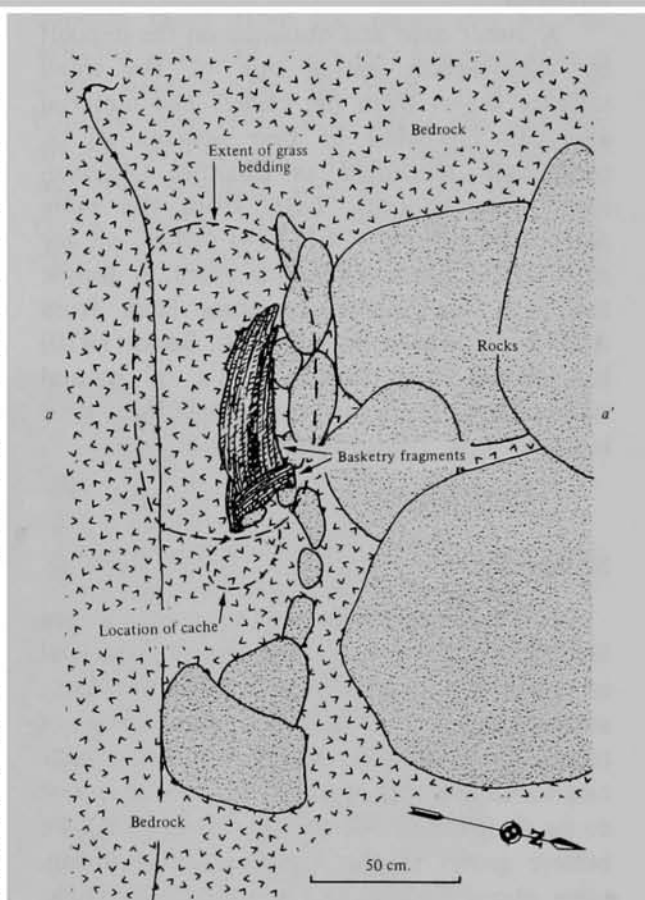 Bedrock
Extent of grass
bedding
Rocks
a
a'
Basketry fragments
Location of cache
Bedrock
N
50 cm.